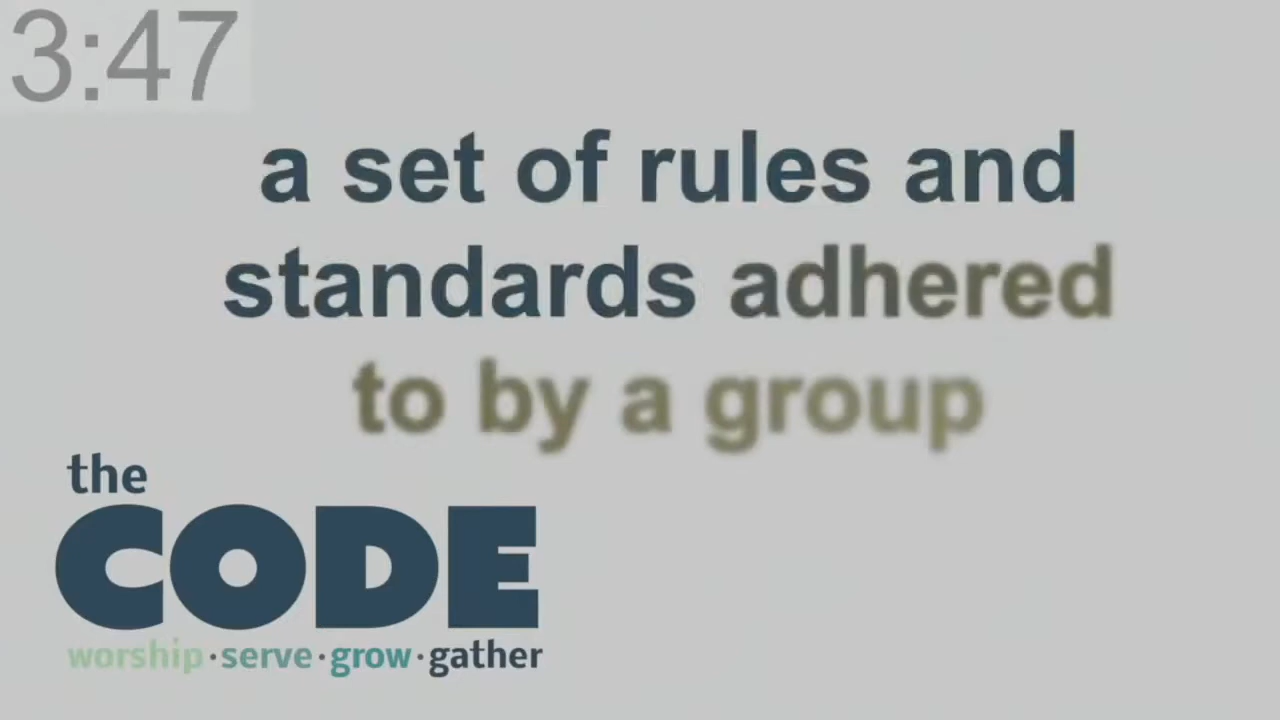 3:47
a set of rules and
standards adhered
to by a group
the
CODE
worship·serve·grow·gather